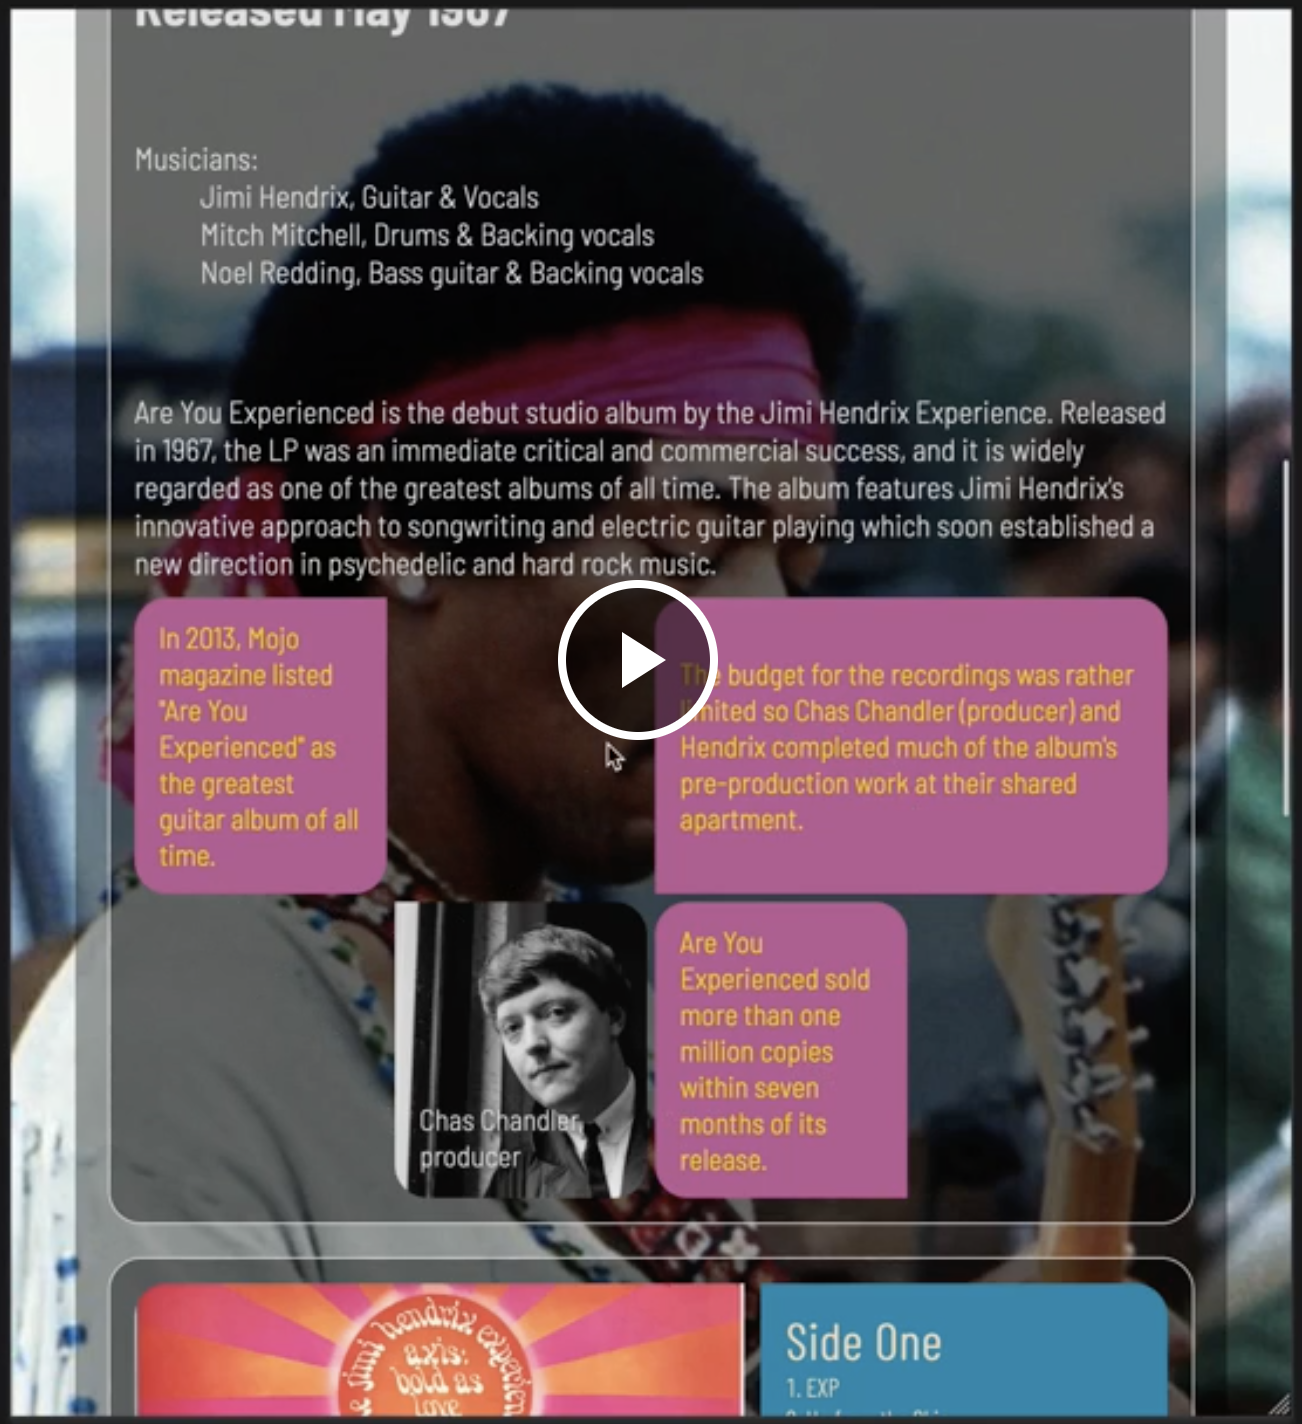 Released May 1967
Musicians:
Jimi Hendrix, Guitar & Vocals
Mitch Mitchell, Drums & Backing vocals
Noel Redding, Bass guitar & Backing vocals
Are You Experienced is the debut studio album by the Jimi Hendrix Experience. Released
in 1967, the LP was an immediate critical and commercial success, and it is widely
regarded as one of the greatest albums of all time. The album features Jimi Hendrix's
innovative approach to songwriting and electric guitar playing which soon established a
new direction in psychedelic and hard rock music.
In 2013, Mojo
magazine listed
"Are You
Experienced" as
the greatest
guitar album of all
time.
The budget for the recordings was rather
limited so Chas Chandler (producer) and
Hendrix completed much of the album's
pre-production work at their shared
apartment.
Chas Chandler,
producer
Are You
Experienced sold
more than one
million copies
within seven
months of its
release.
jimi hendrix experien
axis:
bold as
love
Side One
1. EXP